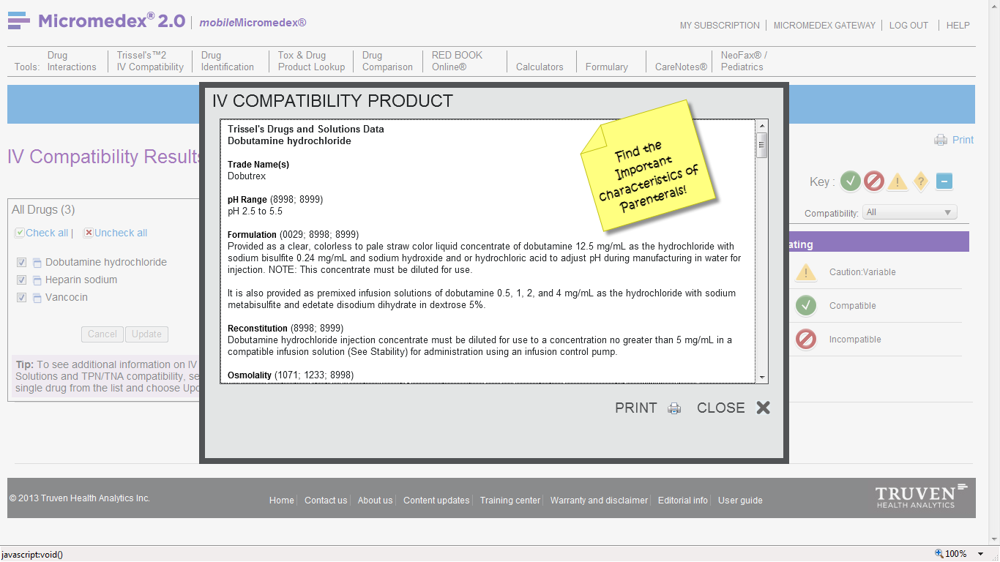 Micromedex® 2.0 mobileMicromedex®
MY SUBSCRIPTION MICROMEDEX GATEWAY LOG OUT HELP
Tools:
Drug
Interactions
Trissel's™2
IV Compatibility
Drug
Identification
Tox & Drug
Product Lookup
Drug
Comparison
RED BOOK
Online®
Calculators
Formulary
CareNotes®
NeoFax® /
Pediatrics
Print
IV Compatibility Results
Key :
Compatibility: All
All Drugs (3)
Check all | Uncheck all
Dobutamine hydrochloride
Heparin sodium
Vancocin
Cancel Update
Tip: To see additional information on IV
Solutions and TPN/TNA compatibility, se
single drug from the list and choose Upd
IV COMPATIBILITY PRODUCT
Trissel's Drugs and Solutions Data
Dobutamine hydrochloride
Trade Name(s)
Dobutrex
pH Range (8998; 8999)
pH 2.5 to 5.5
Formulation (0029; 8998; 8999)
Provided as a clear, colorless to pale straw color liquid concentrate of dobutamine 12.5 mg/mL as the hydrochloride with
sodium bisulfite 0.24 mg/mL and sodium hydroxide and or hydrochloric acid to adjust pH during manufacturing in water for
injection. NOTE: This concentrate must be diluted for use.
It is also provided as premixed infusion solutions of dobutamine 0.5, 1, 2, and 4 mg/mL as the hydrochloride with sodium
metabisulfite and edetate disodium dihydrate in dextrose 5%.
Reconstitution (8998; 8999)
Dobutamine hydrochloride injection concentrate must be diluted for use to a concentration no greater than 5 mg/mL in a
compatible infusion solution (See Stability) for administration using an infusion control pump.
Osmolality (1071; 1233; 8998)
Find the
Important
characteristics of
Parenterals!
PRINT CLOSE
ating
Caution:Variable
Compatible
Incompatible
© 2013 Truven Health Analytics Inc.
Home Contact us About us Content updates Training center Warranty and disclaimer Editorial info User guide
TRUVEN
HEALTH ANALYTICS
javascript:void()
100%